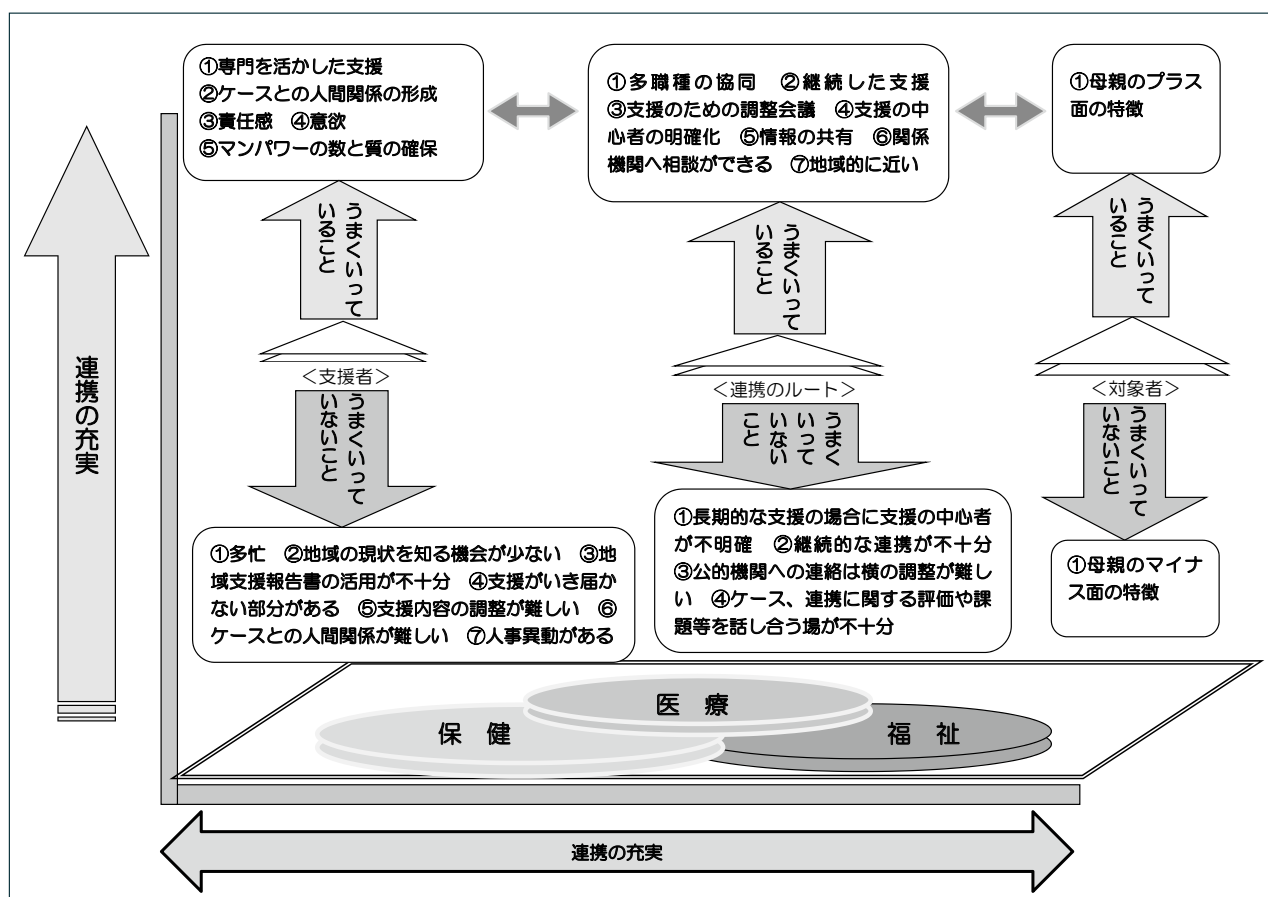 ①専門を活かした支援
②ケースとの人間関係の形成
③責任感　④意欲
⑤マンパワーの数と質の確保
①多職種の協同　②継続した支援
③支援のための調整会議　④支援の中
心者の明確化　⑤情報の共有　⑥関係
機関へ相談ができる　⑦地域的に近い
①母親のプラス
面の特徴
うまくいって
いること
うまくいって
いること
うまくいって
いること
連携の充実
＜支援者＞
＜連携のルート＞
＜対象者＞
うまくいって
いないこと
うまく
いって
いない
こと
うまくいって
いないこと
①多忙　②地域の現状を知る機会が少ない　③地
域支援報告書の活用が不十分　④支援がいき届か
ない部分がある　⑤支援内容の調整が難しい　⑥
ケースとの人間関係が難しい　⑦人事異動がある
①長期的な支援の場合に支援の中心者
が不明確　②継続的な連携が不十分
③公的機関への連絡は横の調整が難し
い　④ケース、連携に関する評価や課
題等を話し合う場が不十分
①母親のマイナ
ス面の特徴
医　療
保　健
福　祉
連携の充実